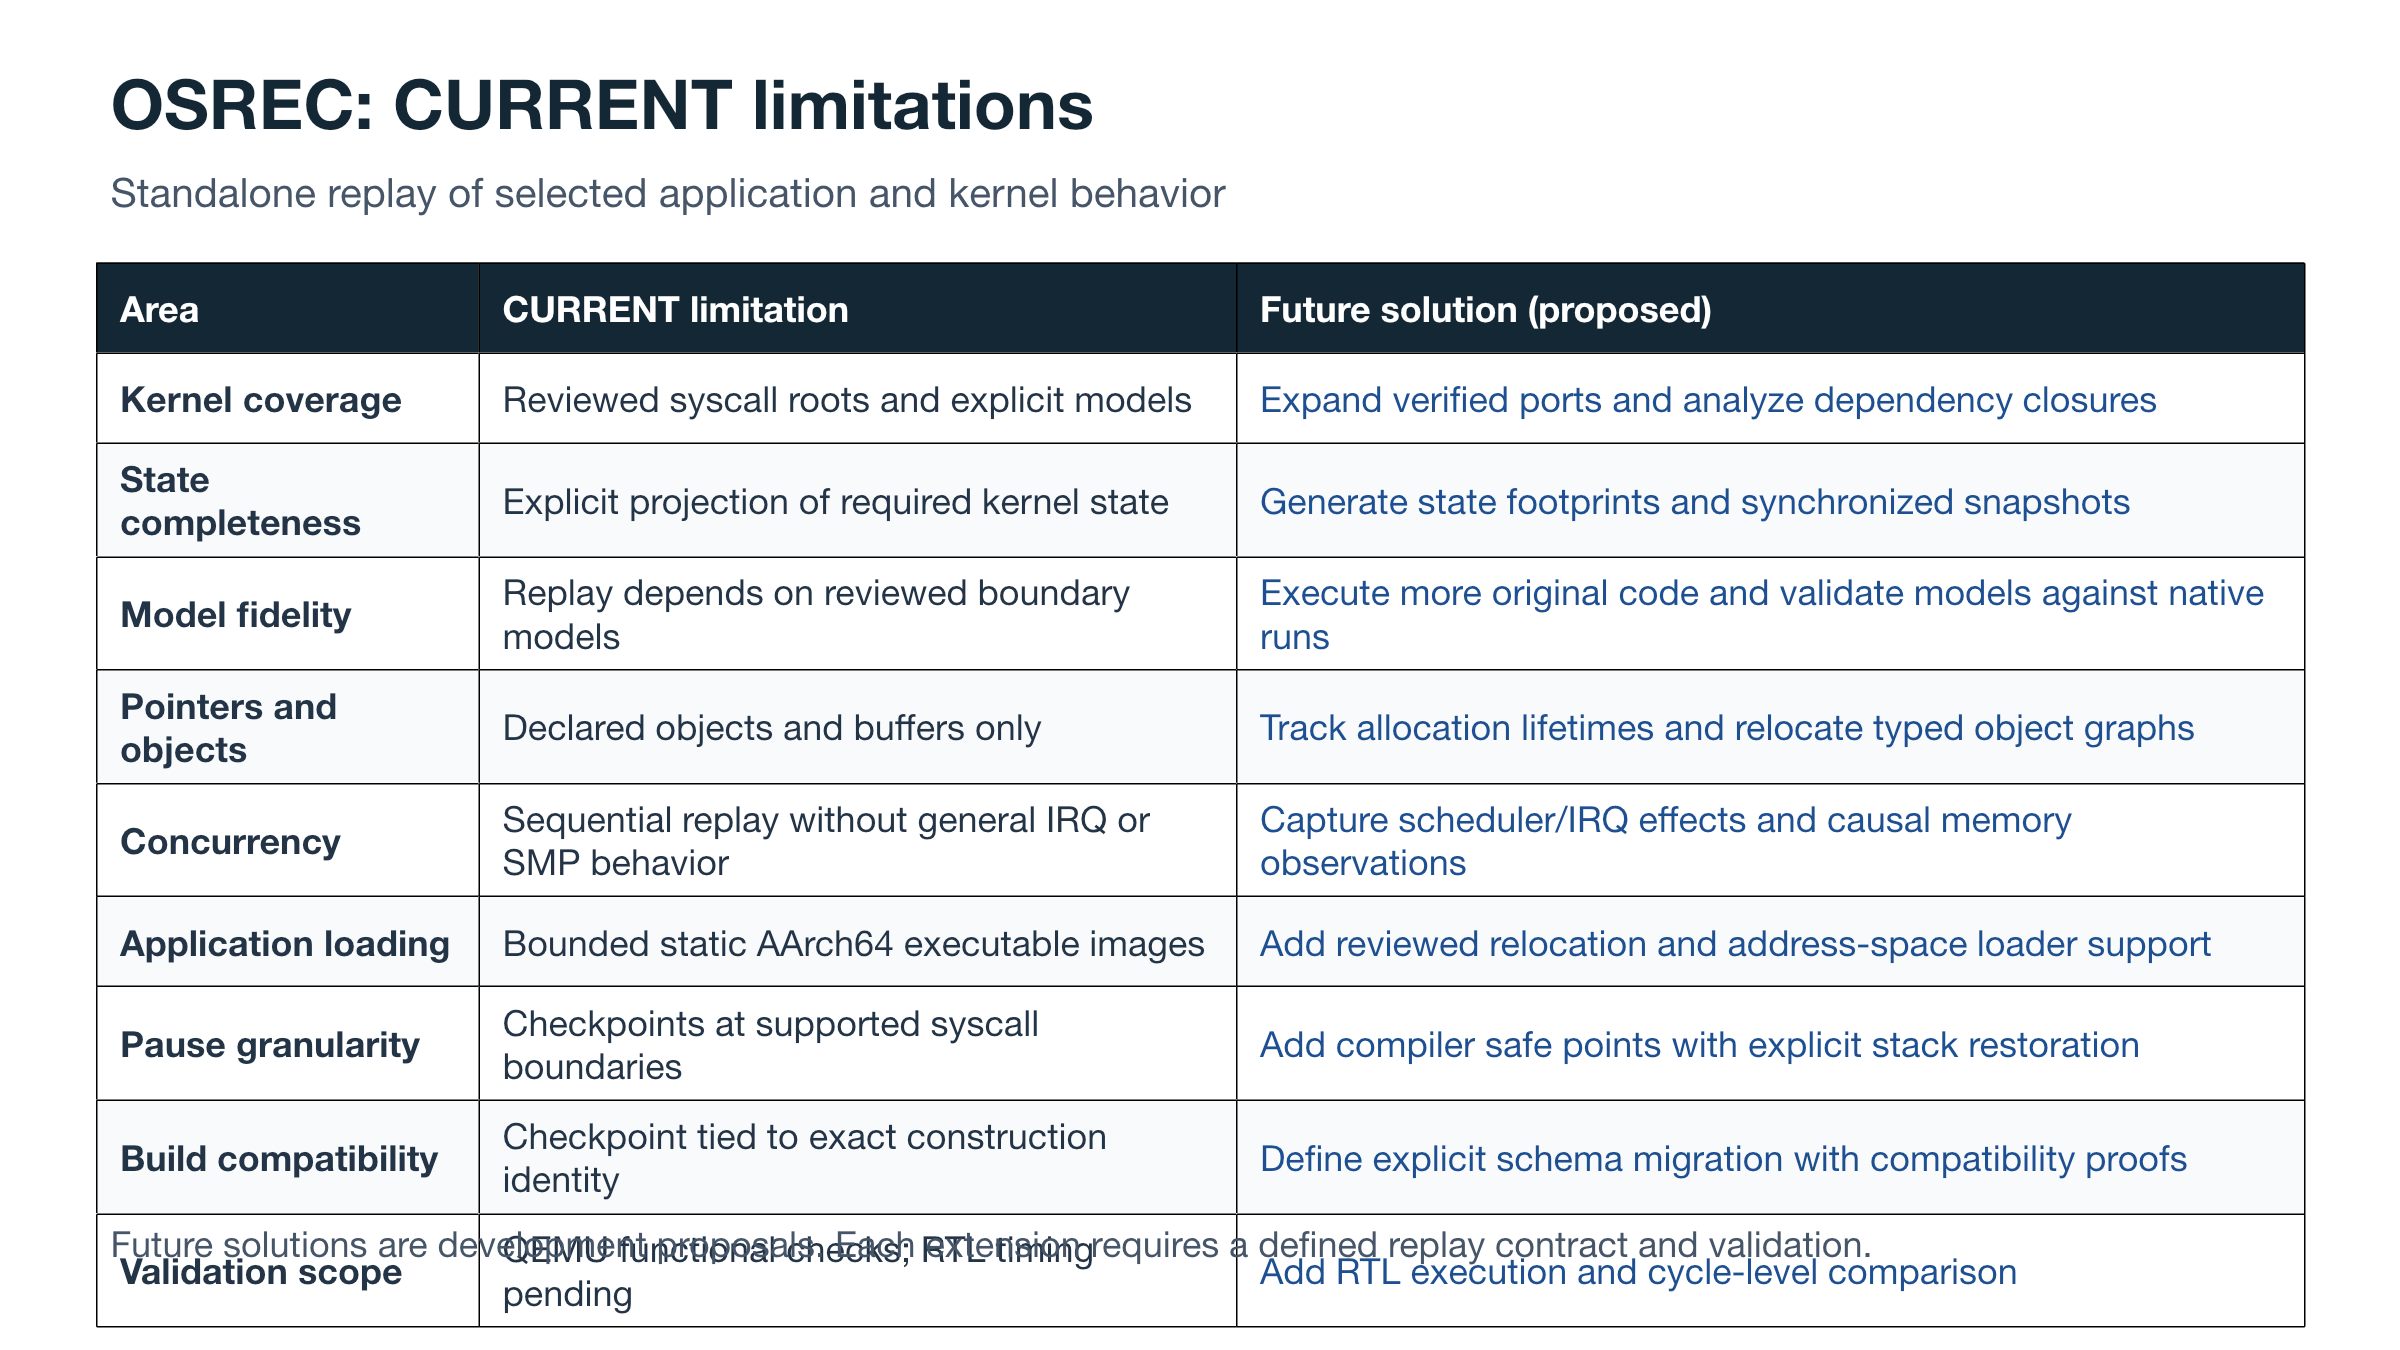 OSREC: CURRENT limitations
Standalone replay of selected application and kernel behavior
Area
CURRENT limitation
Future solution (proposed)
Kernel coverage
Reviewed syscall roots and explicit models
Expand verified ports and analyze dependency closures
State
completeness
Explicit projection of required kernel state
Generate state footprints and synchronized snapshots
Model fidelity
Replay depends on reviewed boundary
models
Execute more original code and validate models against native
runs
Pointers and
objects
Declared objects and buffers only
Track allocation lifetimes and relocate typed object graphs
Concurrency
Sequential replay without general IRQ or
SMP behavior
Capture scheduler/IRQ effects and causal memory
observations
Application loading
Bounded static AArch64 executable images
Add reviewed relocation and address-space loader support
Pause granularity
Checkpoints at supported syscall
boundaries
Add compiler safe points with explicit stack restoration
Build compatibility
Checkpoint tied to exact construction
identity
Define explicit schema migration with compatibility proofs
Validation scope
QEMU functional checks; RTL timing
pending
Add RTL execution and cycle-level comparison
Future solutions are development proposals. Each extension requires a defined replay contract and validation.